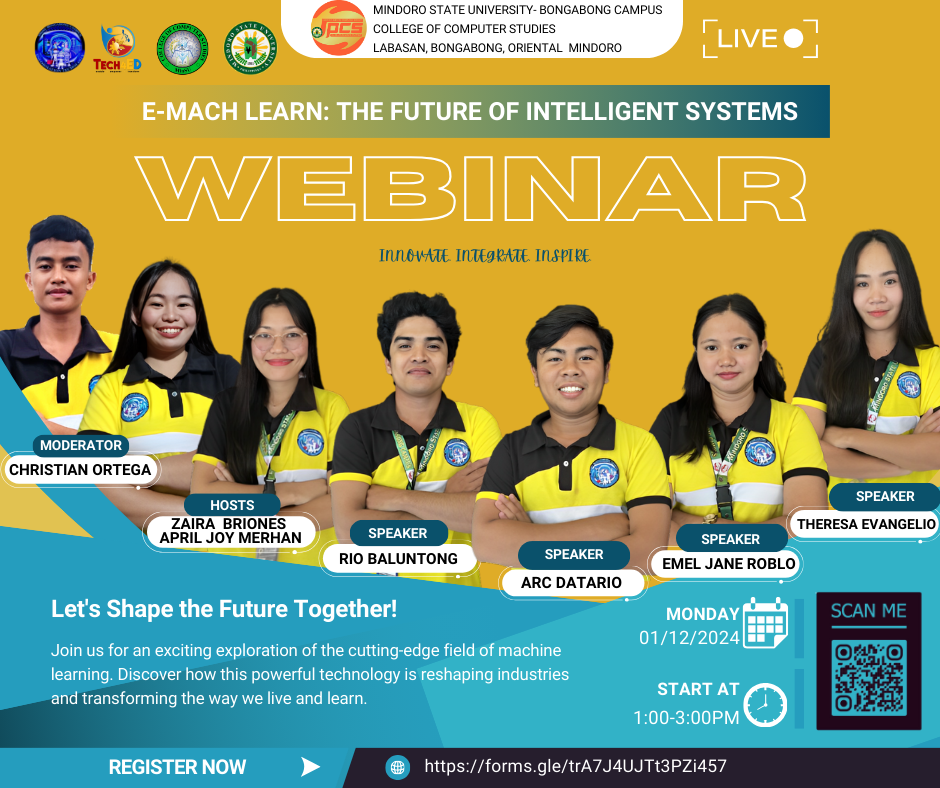 MINDORO STATE UNIVERSITY- BONGABONG CAMPUS
COLLEGE OF COMPUTER STUDIES
LABASAN, BONGABONG, ORIENTAL MINDORO
JPCS
TECHNED
LIVE
E-MACH LEARN: THE FUTURE OF INTELLIGENT SYSTEMS
WEBINAR
INNOVATE. INTEGRATE. INSPIRE.
MODERATOR
CHRISTIAN ORTEGA
HOSTS
ZAIRA BRIONES
APRIL JOY MERHAN
SPEAKER
RIO BALUNTONG
SPEAKER
ARC DATARIO
SPEAKER
EMEL JANE ROBLO
SPEAKER
THERESA EVANGELIO
Let's Shape the Future Together!
Join us for an exciting exploration of the cutting-edge field of machine
learning. Discover how this powerful technology is reshaping industries
and transforming the way we live and learn.
MONDAY
01/12/2024
START AT
1:00-3:00PM
SCAN ME
REGISTER NOW
https://forms.gle/trA7J4UJTt3PZi457